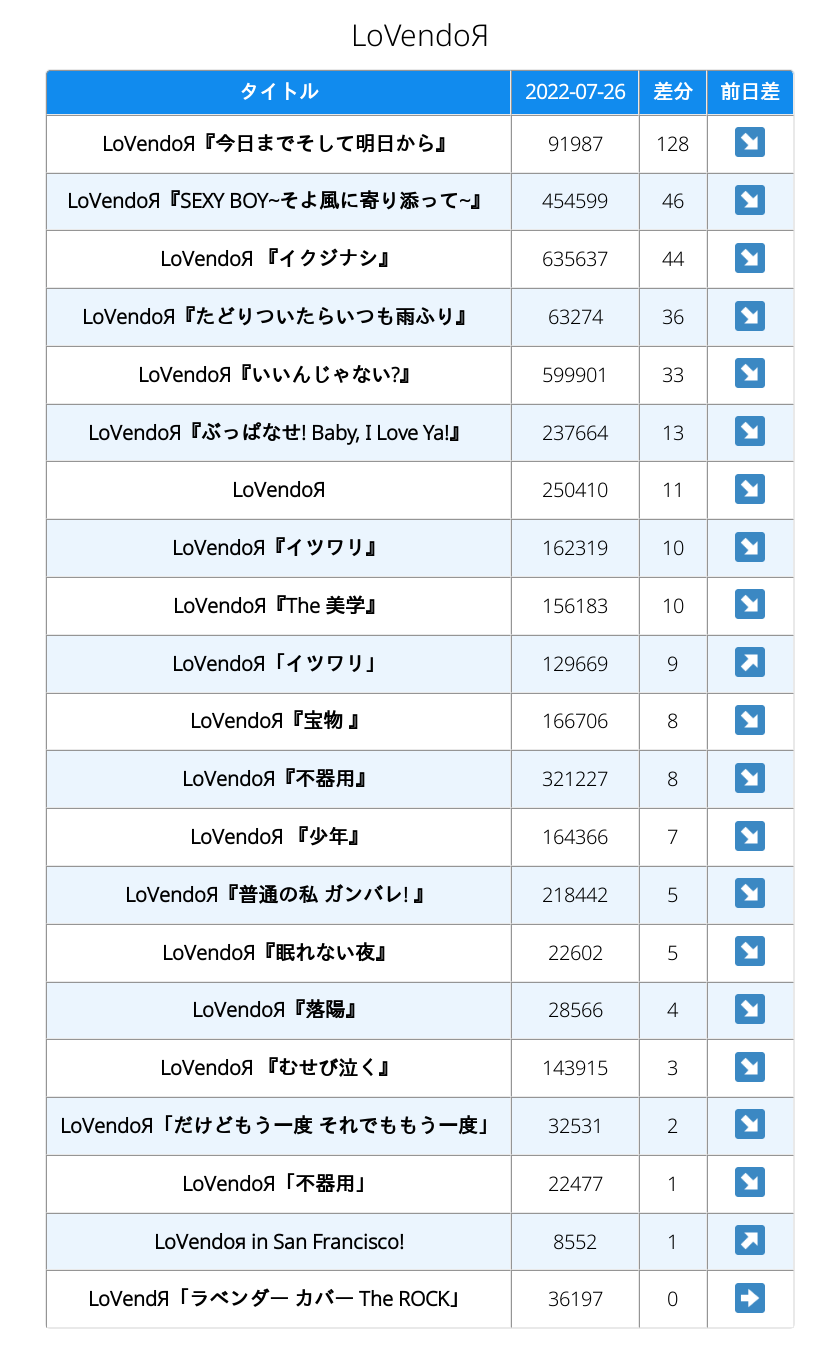 LoVendoЯ
タイトル 2022-07-26 差分 前日差
LoVendoЯ『今日までそして明日から』 91987 128
LoVendoЯ『SEXY BOY~そよ風に寄り添って~』 454599 46
LoVendoЯ 『イクジナシ』 635637 44
LoVendoЯ『たどりついたらいつも雨ふり』 63274 36
LoVendoЯ『いいんじゃない?』 599901 33
LoVendoЯ『ぶっぱなせ! Baby, I Love Ya!』 237664 13
LoVendoЯ 250410 11
LoVendoЯ『イツワリ』 162319 10
LoVendoЯ『The 美学』 156183 10
LoVendoЯ「イツワリ」 129669 9
LoVendoЯ『宝物 』 166706 8
LoVendoЯ『不器用』 321227 8
LoVendoЯ 『少年』 164366 7
LoVendoЯ『普通の私 ガンバレ! 』 218442 5
LoVendoЯ『眠れない夜』 22602 5
LoVendoЯ『落陽』 28566 4
LoVendoЯ 『むせび泣く』 143915 3
LoVendoЯ「だけどもう一度 それでももう一度」 32531 2
LoVendoЯ「不器用」 22477 1
LoVendoя in San Francisco! 8552 1
LoVendЯ「ラベンダー カバー The ROCK」 36197 0